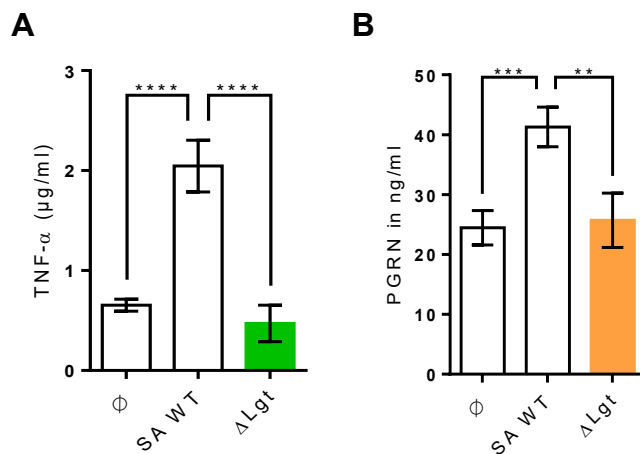 A
TNF-α (μg/ml)
3
2
1
0
****
****
Φ
SA WT
ΔLgt
B
PGRN in ng/ml
50
40
30
20
10
0
***
**
Φ
SA WT
ΔLgt